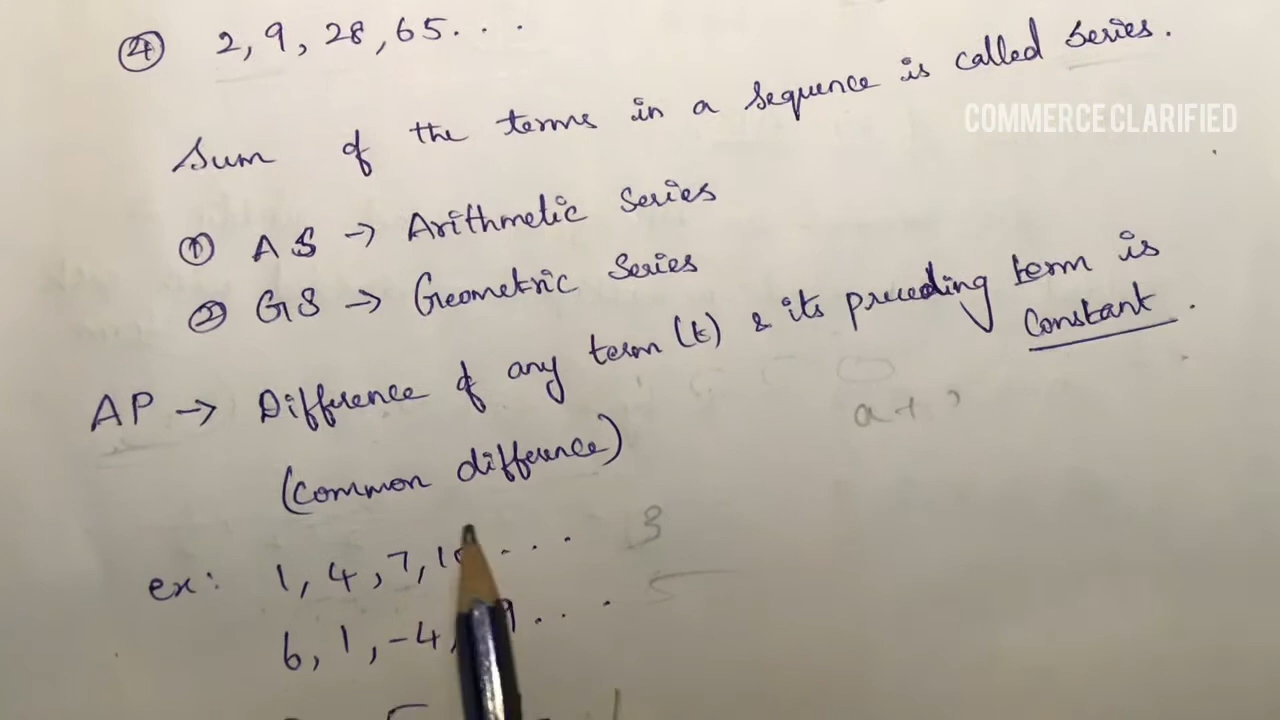 ④ 2, 9, 28, 65...
Sum of the terms in a sequence is called series.
COMMERCE CLARIFIED
① AS → Arithmetic Series
② GS → Geometric Series
AP → Difference of any term (t) & its preceding term is constant.
(common difference)
a+
ex: 1, 4, 7, 10... 3
6, 1, -4, ... 5